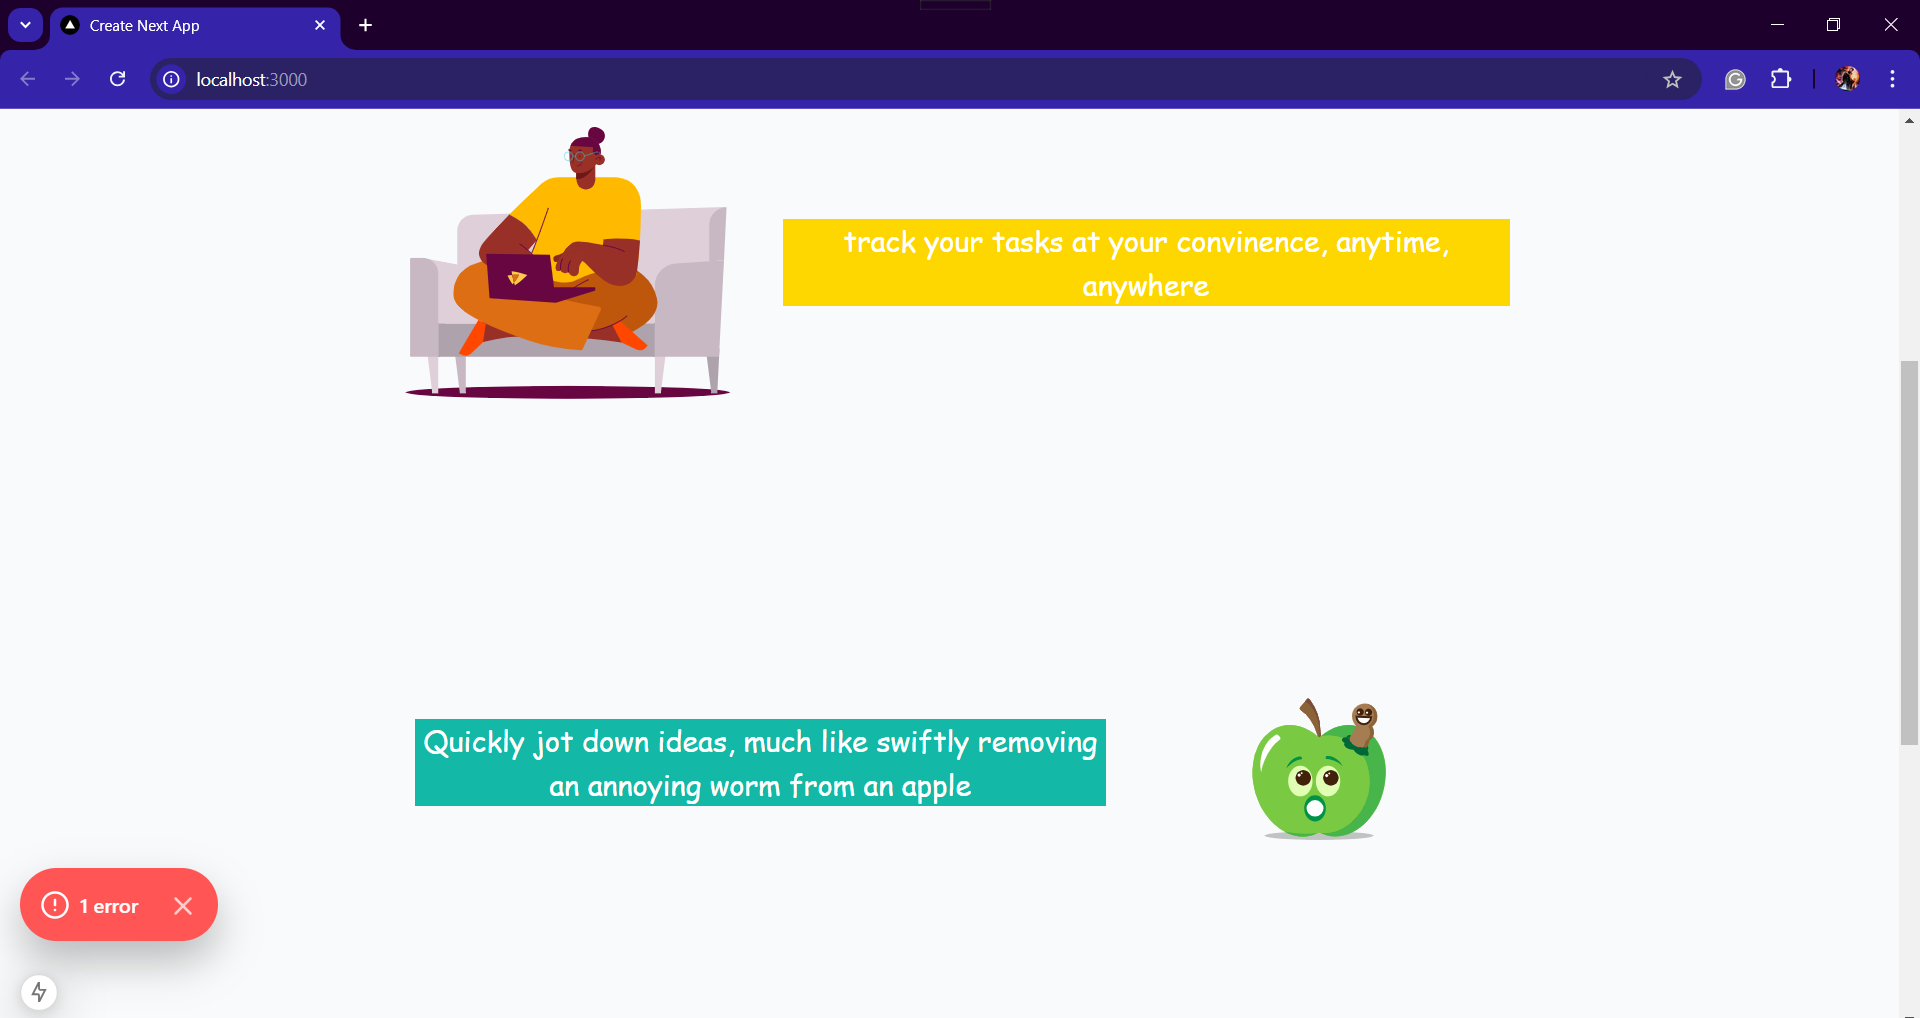 Create Next App
localhost:3000
track your tasks at your convinence, anytime,
anywhere
Quickly jot down ideas, much like swiftly removing
an annoying worm from an apple
1 error